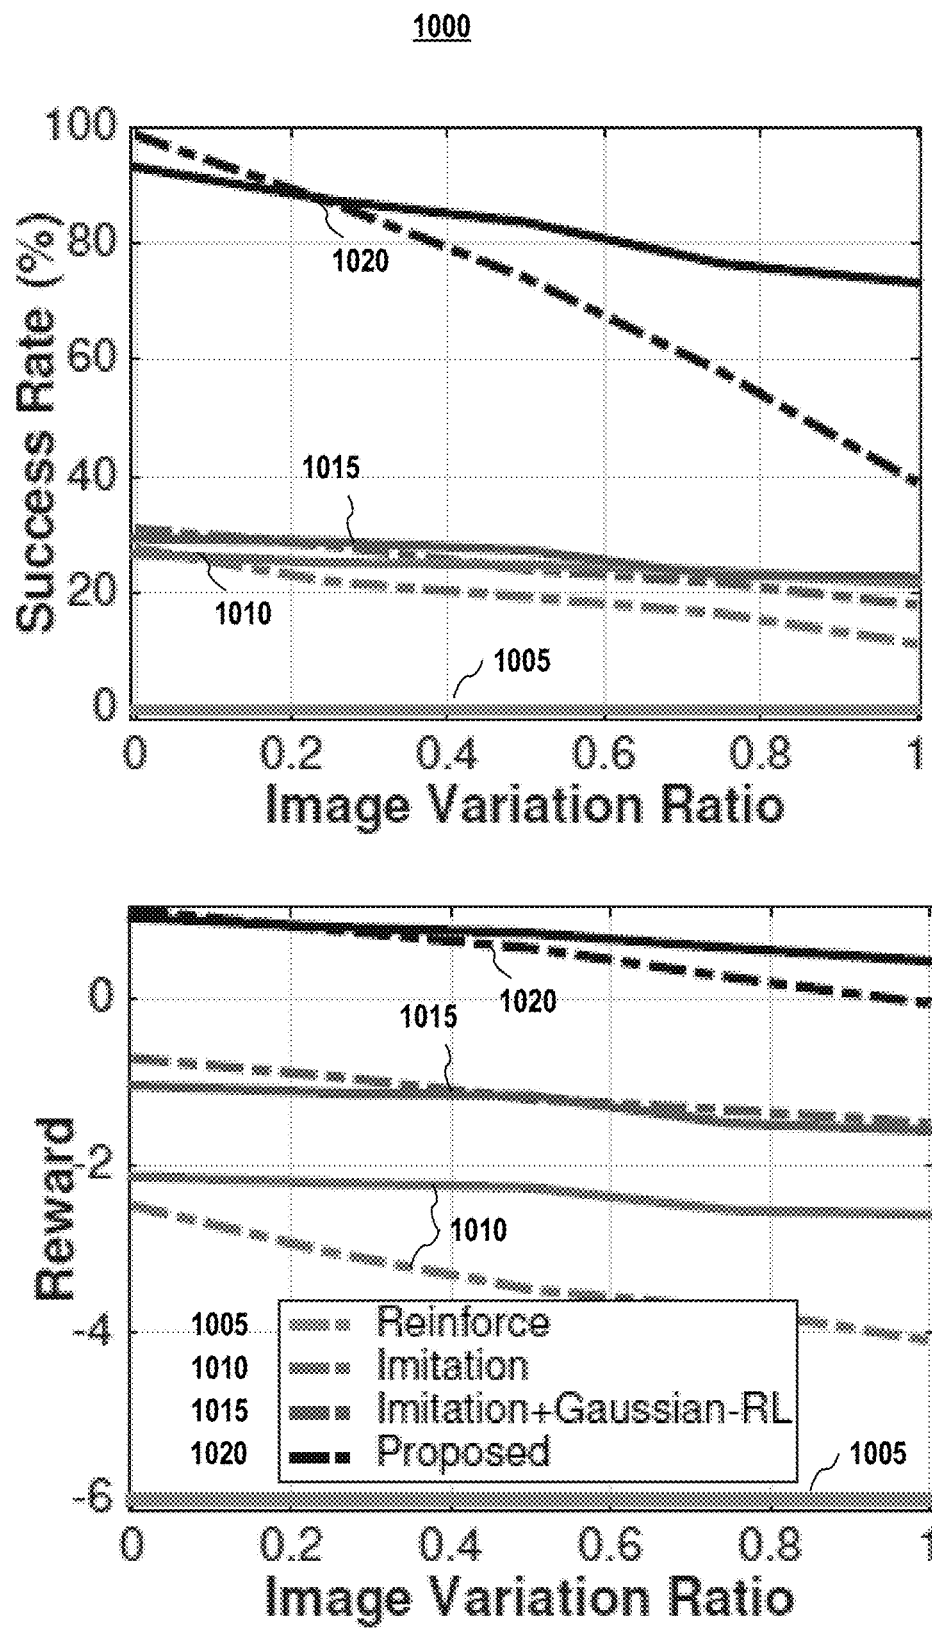 1000
100
80
60
40
20
0
Success Rate (%)
1020
1015
1010
1005
0 0.2 0.4 0.6 0.8 1
Image Variation Ratio
0
-2
-4
-6
Reward
1020
1015
1010
1005 Reinforce
1010 Imitation
1015 Imitation+Gaussian-RL
1020 Proposed
1005
0 0.2 0.4 0.6 0.8 1
Image Variation Ratio